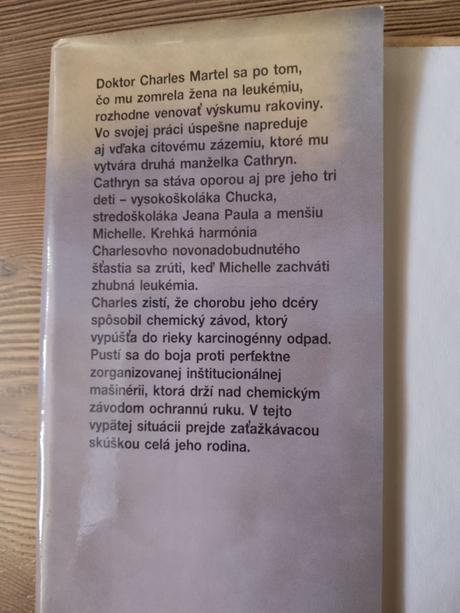 Doktor Charles Martel sa po tom,
čo mu zomrela žena na leukémiu,
rozhodne venovať výskumu rakoviny.
Vo svojej práci úspešne napreduje
aj vďaka citovému zázemiu, ktoré mu
vytvára druhá manželka Cathryn.
Cathryn sa stáva oporou aj pre jeho tri
deti – vysokoškoláka Chucka,
stredoškoláka Jeana Paula a menšiu
Michelle. Krehká harmónia
Charlesovho novonadobudnutého
šťastia sa zrúti, keď Michelle zachváti
zhubná leukémia.
Charles zistí, že chorobu jeho dcéry
spôsobil chemický závod, ktorý
vypúšťa do rieky karcinogénny odpad.
Pustí sa do boja proti perfektne
zorganizovanej inštitucionálnej
mašinérii, ktorá drží nad chemickým
závodom ochrannú ruku. V tejto
vypätej situácii prejde zaťažkávacou
skúškou celá jeho rodina.